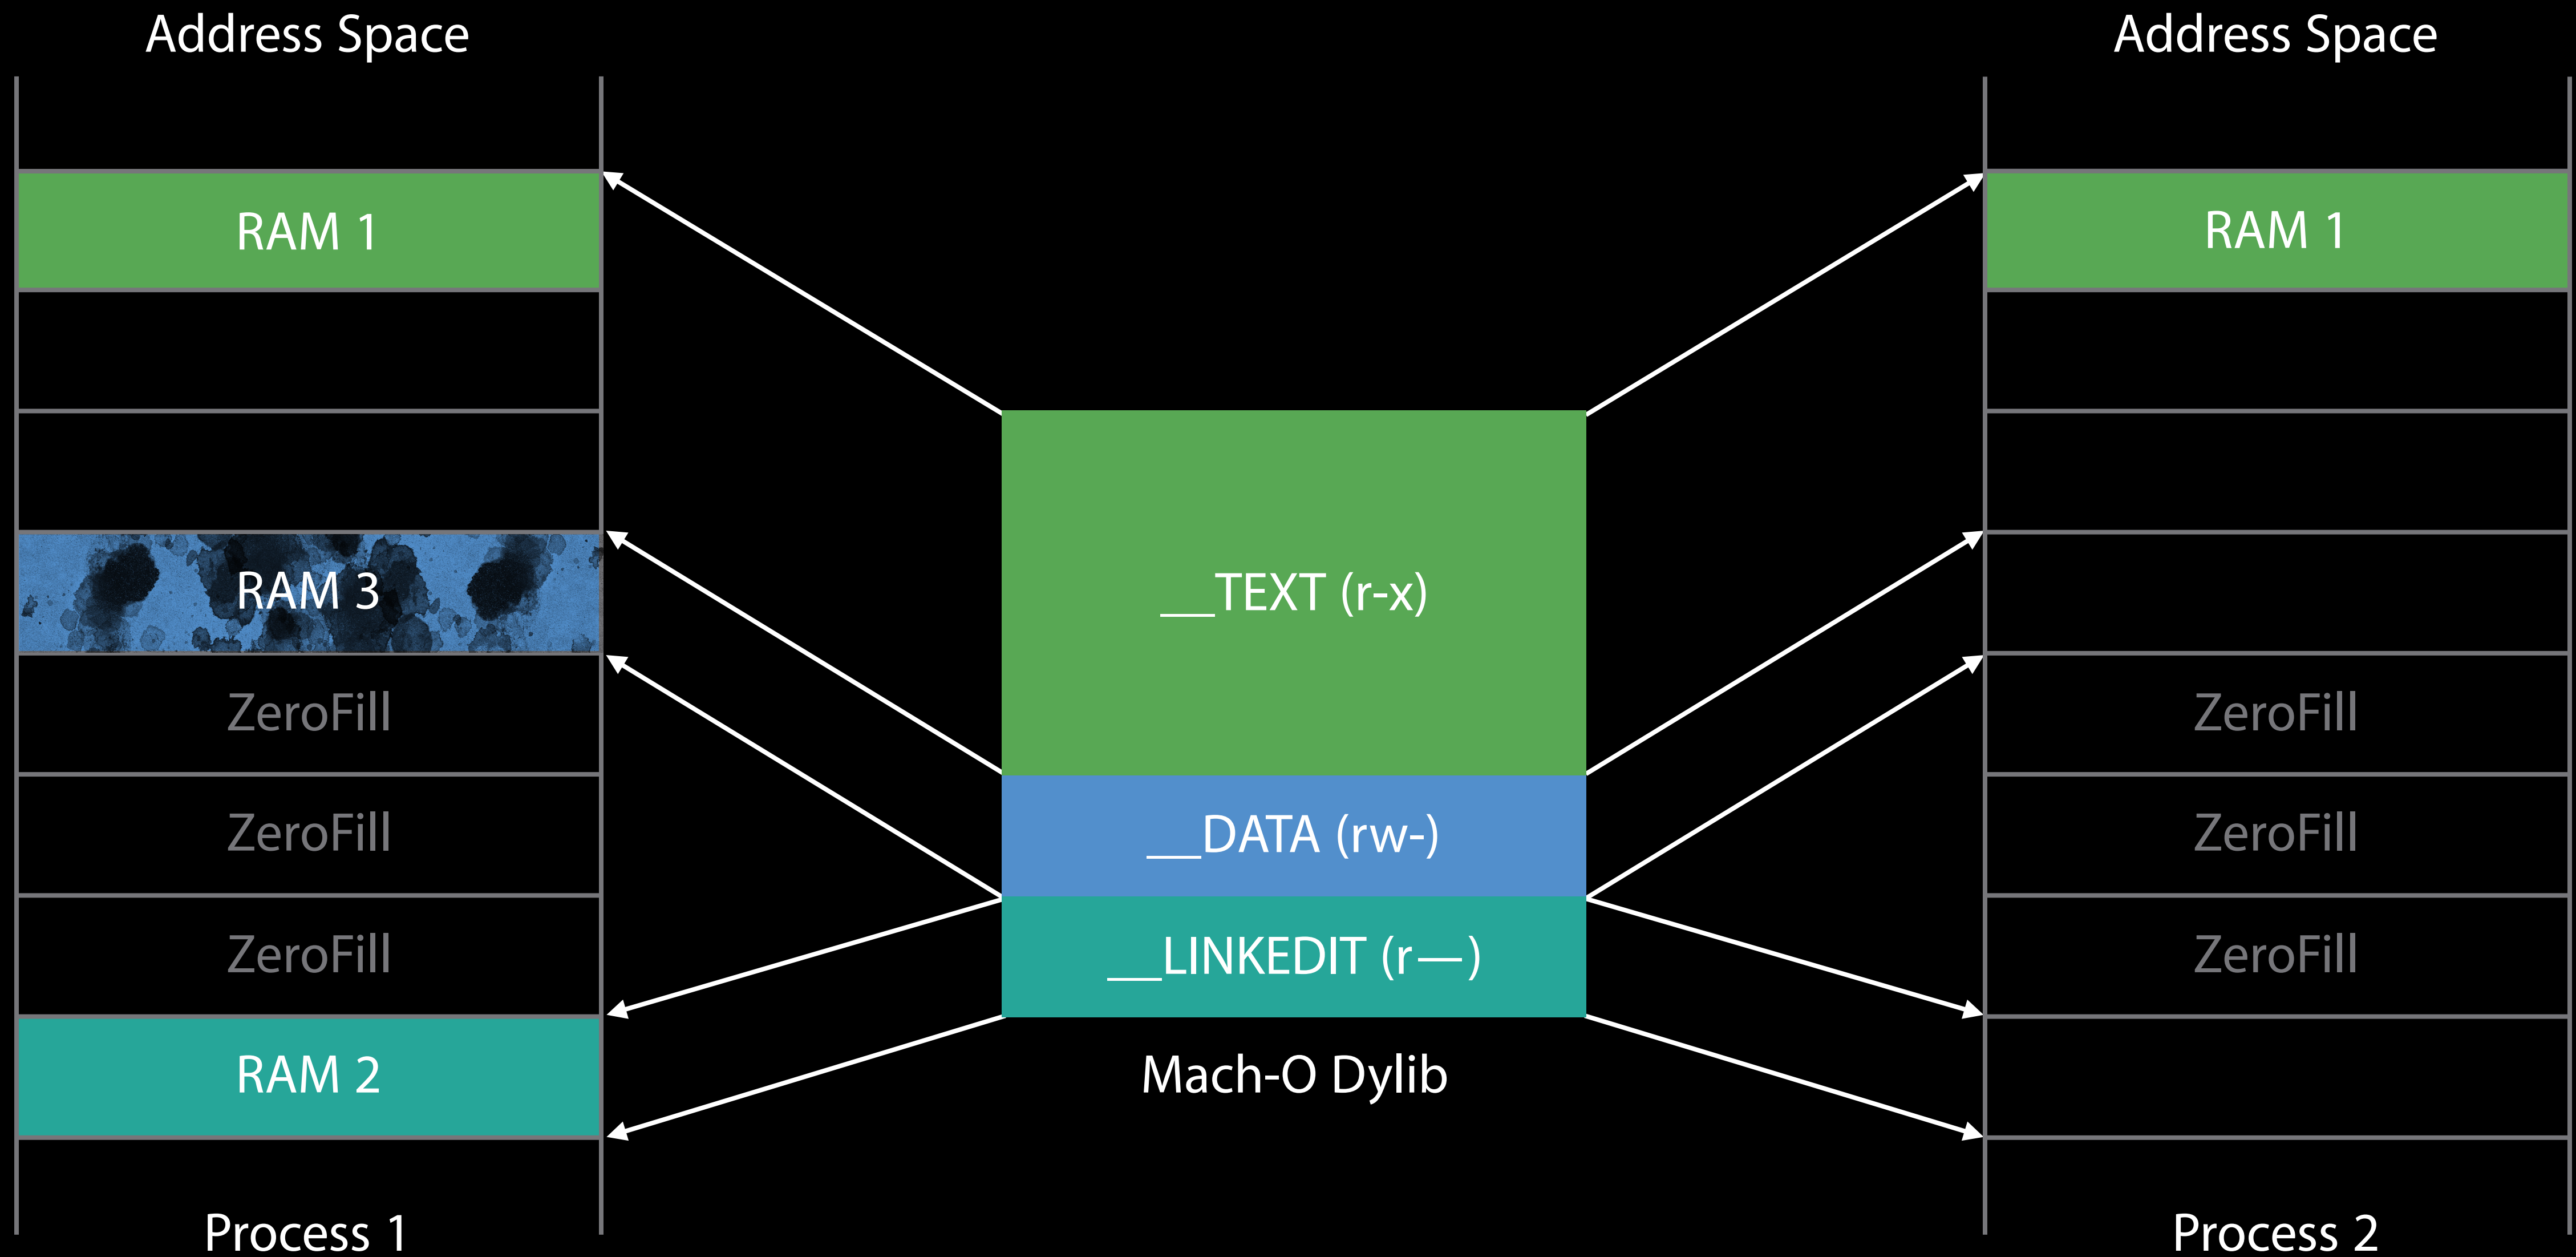 Address Space
RAM 1
RAM 3
ZeroFill
ZeroFill
ZeroFill
RAM 2
Process 1
__TEXT (r-x)
__DATA (rw-)
__LINKEDIT (r—)
Mach-O Dylib
Address Space
RAM 1
ZeroFill
ZeroFill
ZeroFill
Process 2